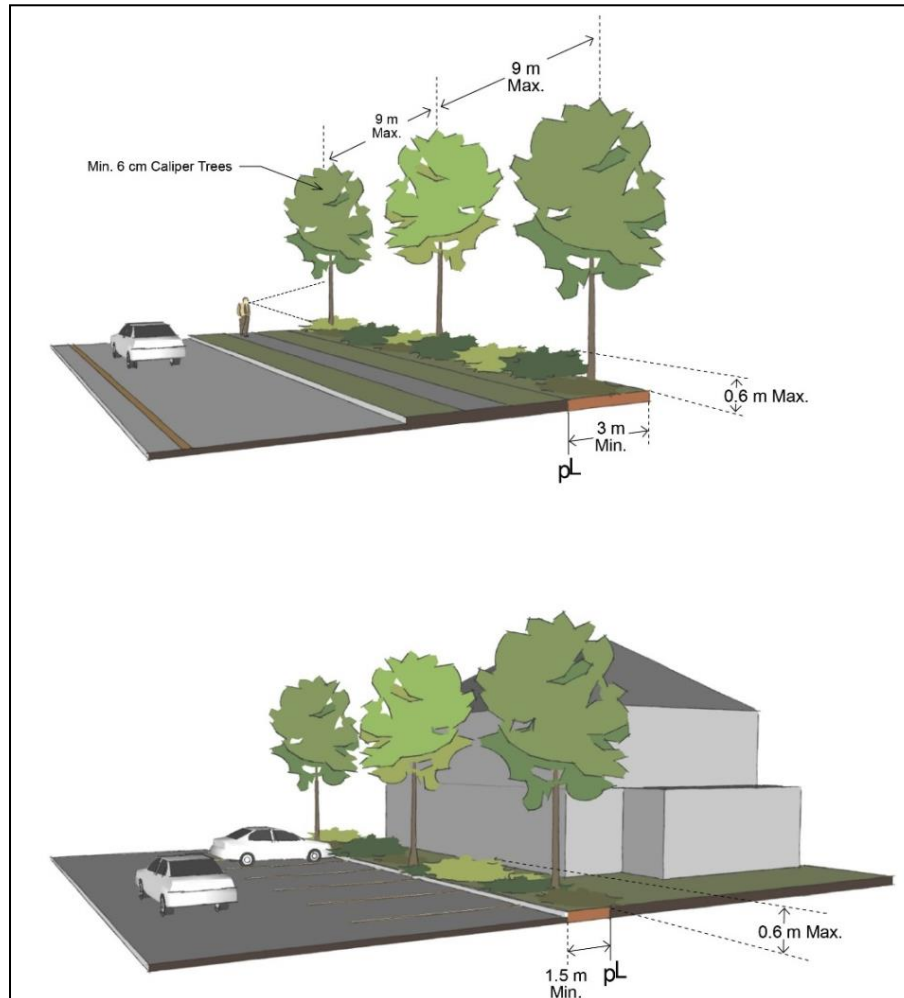 9 m
Max.
9 m
Max.
Min. 6 cm Caliper Trees
0.6 m Max.
3 m
Min.
pL
0.6 m Max.
1.5 m
Min.
pL